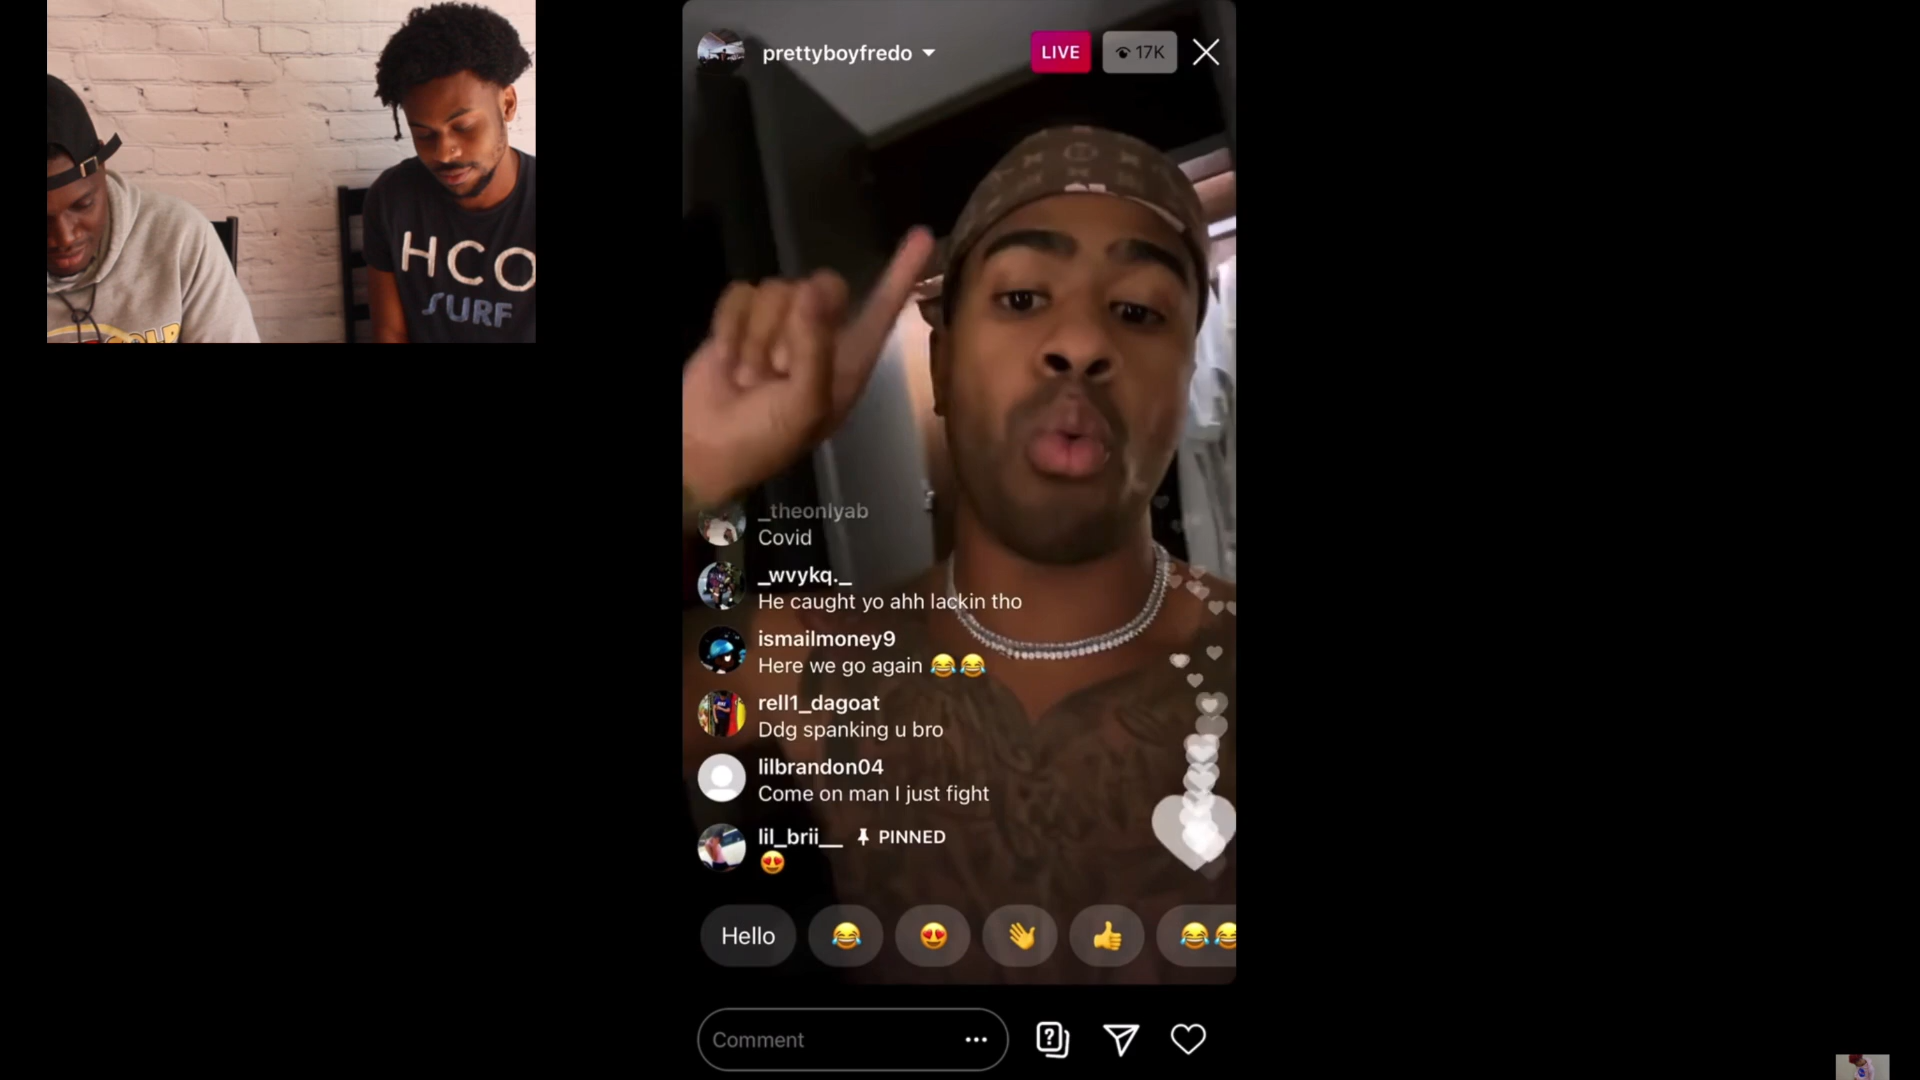 prettyboyfredo
LIVE
17K
HCO
SURF
_theonlyab
Covid
_wvykq._
He caught yo ahh lackin tho
ismailmoney9
Here we go again 😂😂
rell1_dagoat
Ddg spanking u bro
lilbrandon04
Come on man I just fight
lil_brii__ PINNED
😍
Hello 😂 😍 👋 👍 😂😂
Comment